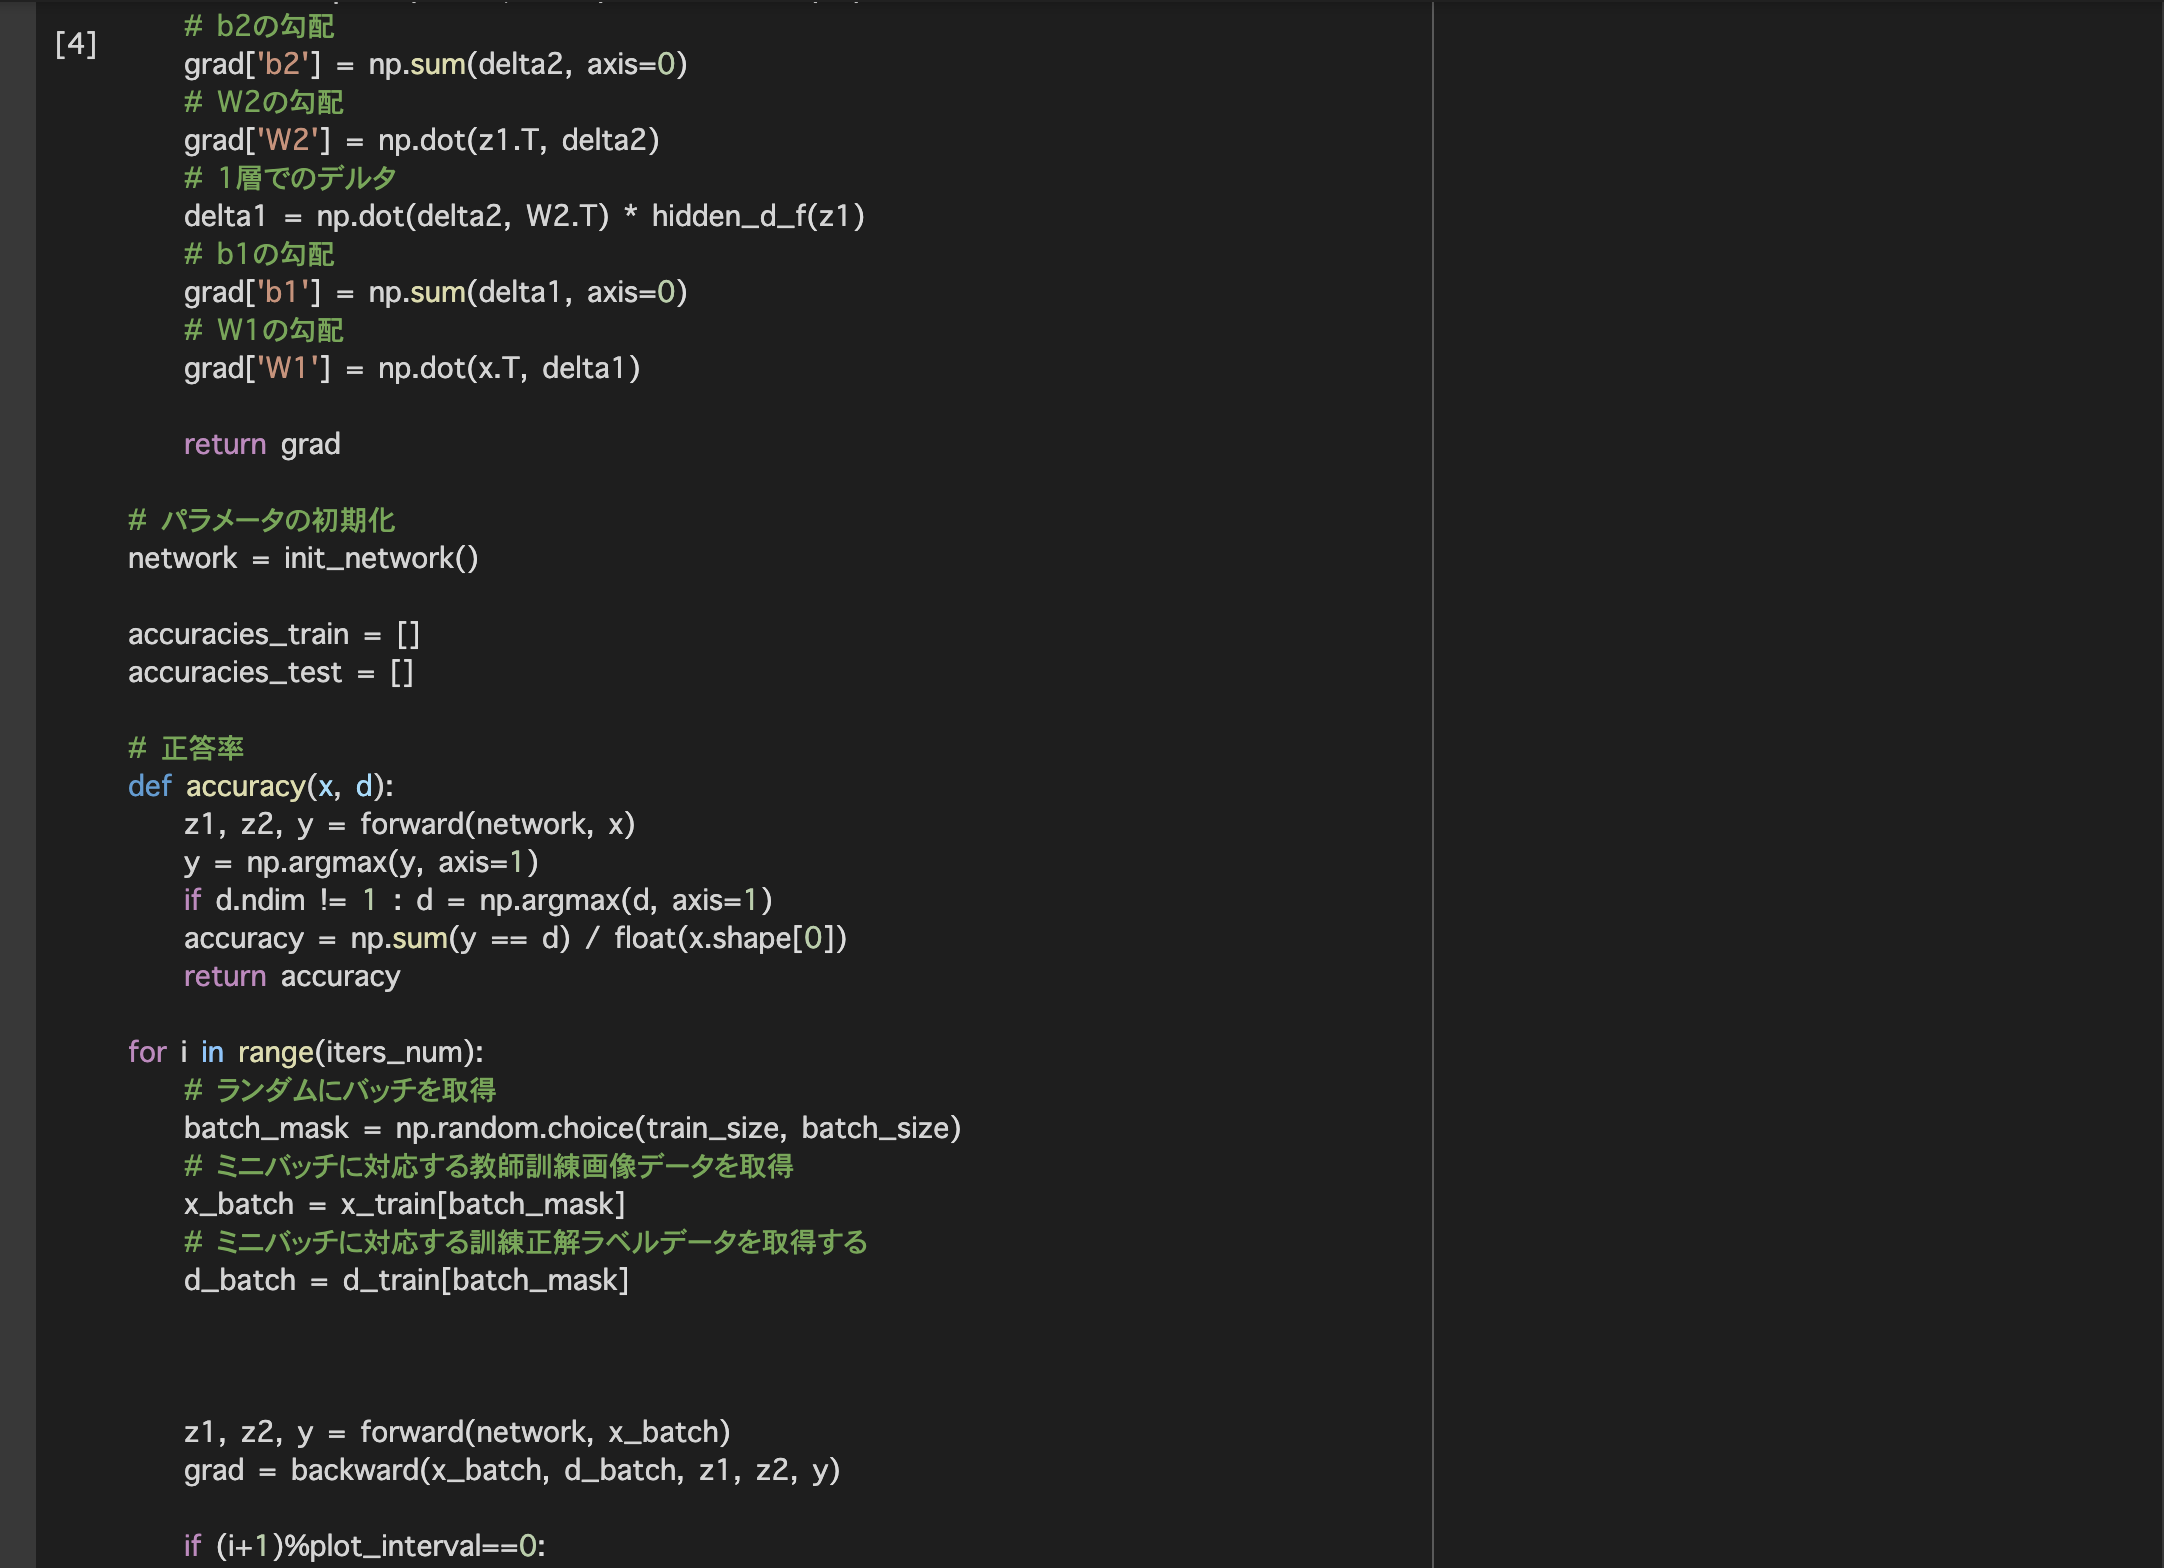 # b2の勾配
[4]
grad['b2'] = np.sum(delta2, axis=0)
# W2の勾配
grad['W2'] = np.dot(z1.T, delta2)
# 1層でのデルタ
delta1 = np.dot(delta2, W2.T) * hidden_d_f(z1)
# b1の勾配
grad['b1'] = np.sum(delta1, axis=0)
# W1の勾配
grad['W1'] = np.dot(x.T, delta1)
return grad
# パラメータの初期化
network = init_network()
accuracies_train = []
accuracies_test = []
# 正答率
def accuracy(x, d):
z1, z2, y = forward(network, x)
y = np.argmax(y, axis=1)
if d.ndim != 1 : d = np.argmax(d, axis=1)
accuracy = np.sum(y == d) / float(x.shape[0])
return accuracy
for i in range(iters_num):
# ランダムにバッチを取得
batch_mask = np.random.choice(train_size, batch_size)
# ミニバッチに対応する教師訓練画像データを取得
x_batch = x_train[batch_mask]
# ミニバッチに対応する訓練正解ラベルデータを取得する
d_batch = d_train[batch_mask]
z1, z2, y = forward(network, x_batch)
grad = backward(x_batch, d_batch, z1, z2, y)
if (i+1)%plot_interval==0: